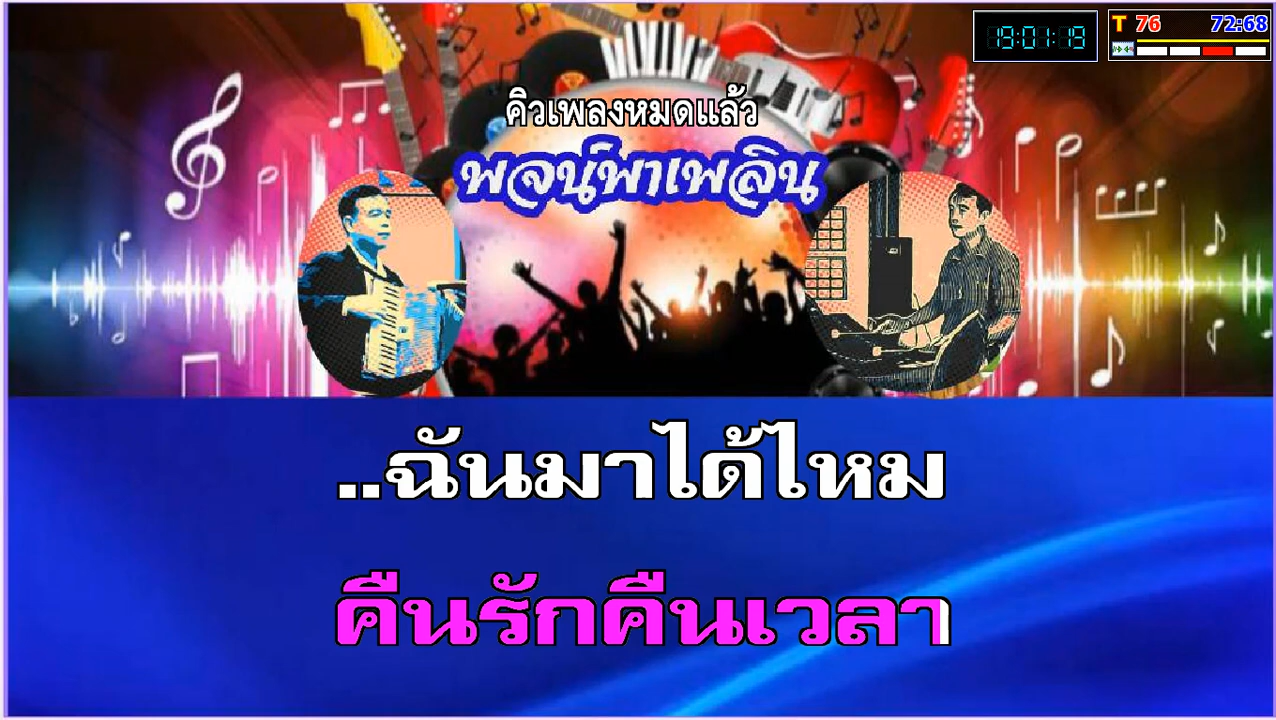 19:01:19
T 76 72:68
คิวเพลงหมดแล้ว
พจน์พาเพลิน
..ฉันมาได้ไหม
คืนรักคืนเวลา